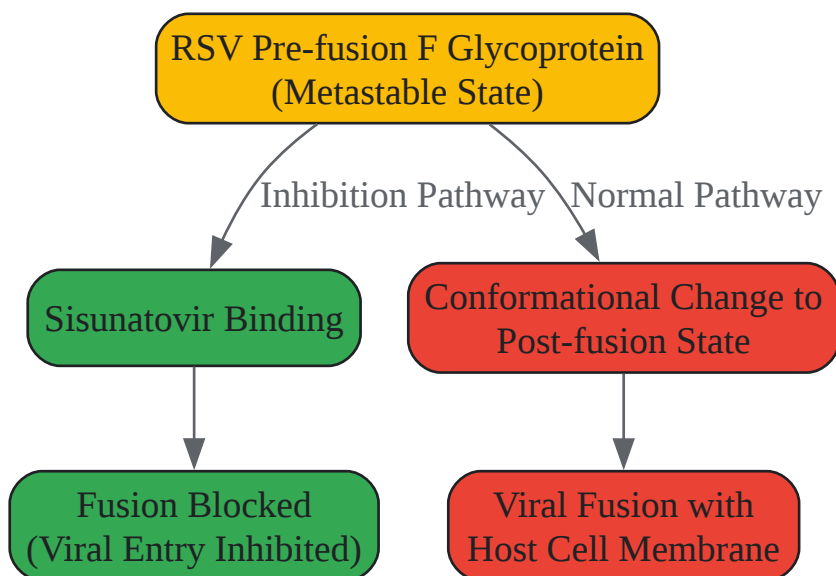 RSV Pre-fusion F Glycoprotein
(Metastable State)
Inhibition Pathway
Normal Pathway
Sisunatovir Binding
Conformational Change to
Post-fusion State
Fusion Blocked
(Viral Entry Inhibited)
Viral Fusion with
Host Cell Membrane